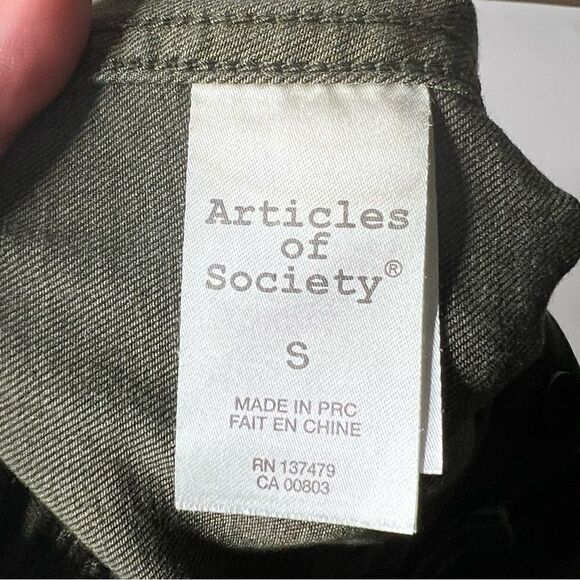 Articles
of
Society®
S
MADE IN PRC
FAIT EN CHINE
RN 137479
CA 00803